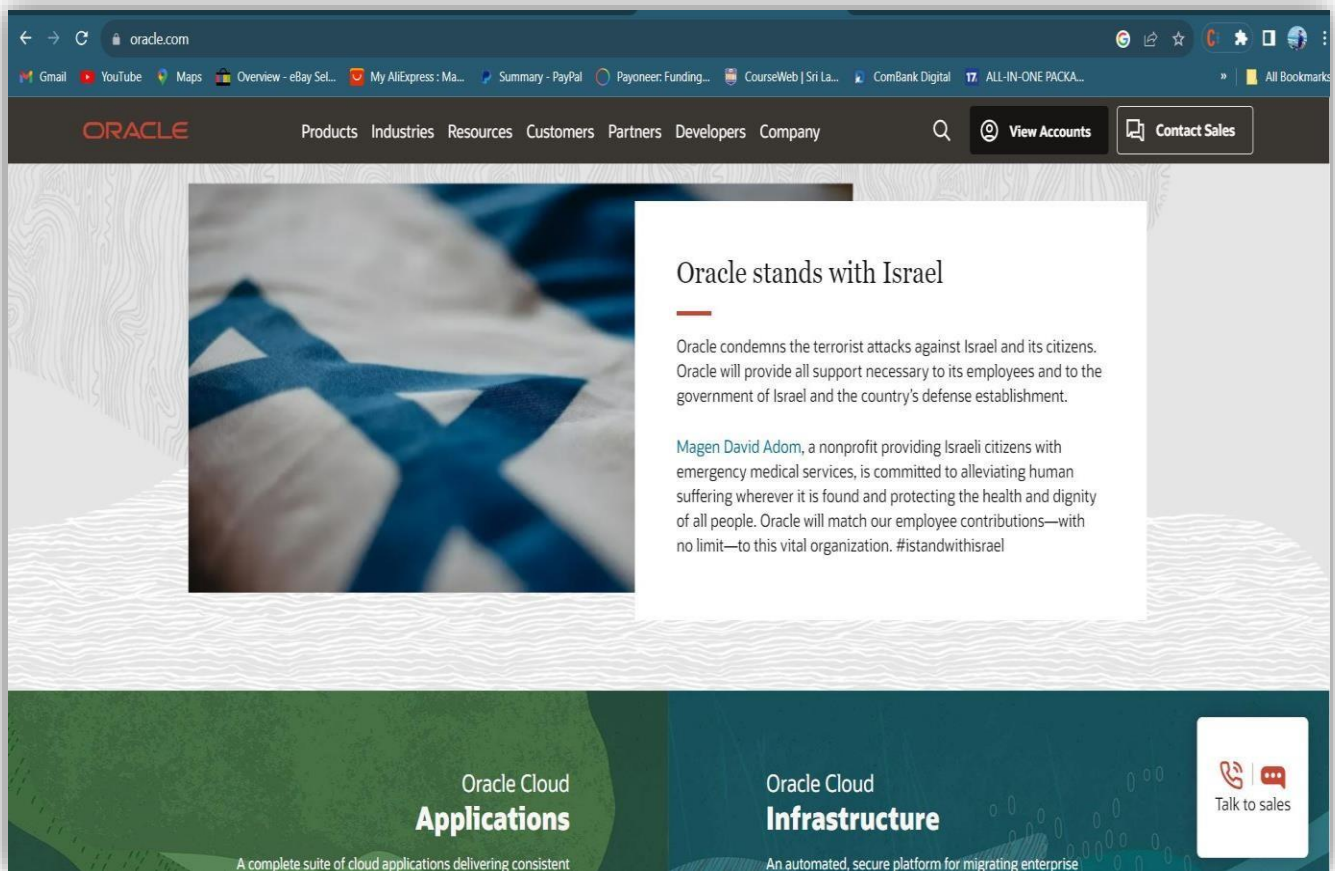 oracle.com
Gmail YouTube Maps Overview - eBay Sel... My AliExpress : Ma... Summary - PayPal Payoneer: Funding... CourseWeb | Sri La... ComBank Digital 17 ALL-IN-ONE PACKA... » All Bookmarks
ORACLE Products Industries Resources Customers Partners Developers Company View Accounts Contact Sales
Oracle stands with Israel
Oracle condemns the terrorist attacks against Israel and its citizens.
Oracle will provide all support necessary to its employees and to the
government of Israel and the country's defense establishment.
Magen David Adom, a nonprofit providing Israeli citizens with
emergency medical services, is committed to alleviating human
suffering wherever it is found and protecting the health and dignity
of all people. Oracle will match our employee contributions—with
no limit—to this vital organization. #istandwithisrael
Oracle Cloud
Applications
A complete suite of cloud applications delivering consistent
Oracle Cloud
Infrastructure
An automated, secure platform for migrating enterprise
Talk to sales